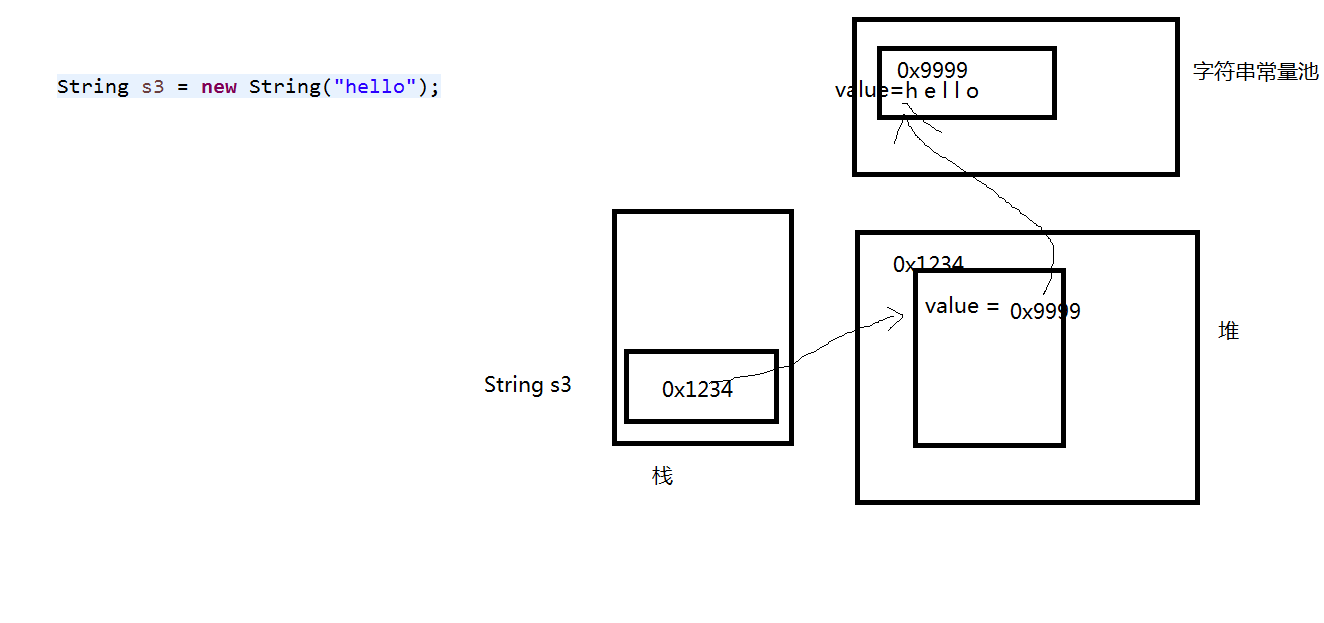 String s3 = new String("hello");
0x9999
value=h e l l o
字符串常量池
0x1234
value = 0x9999
堆
String s3
0x1234
栈